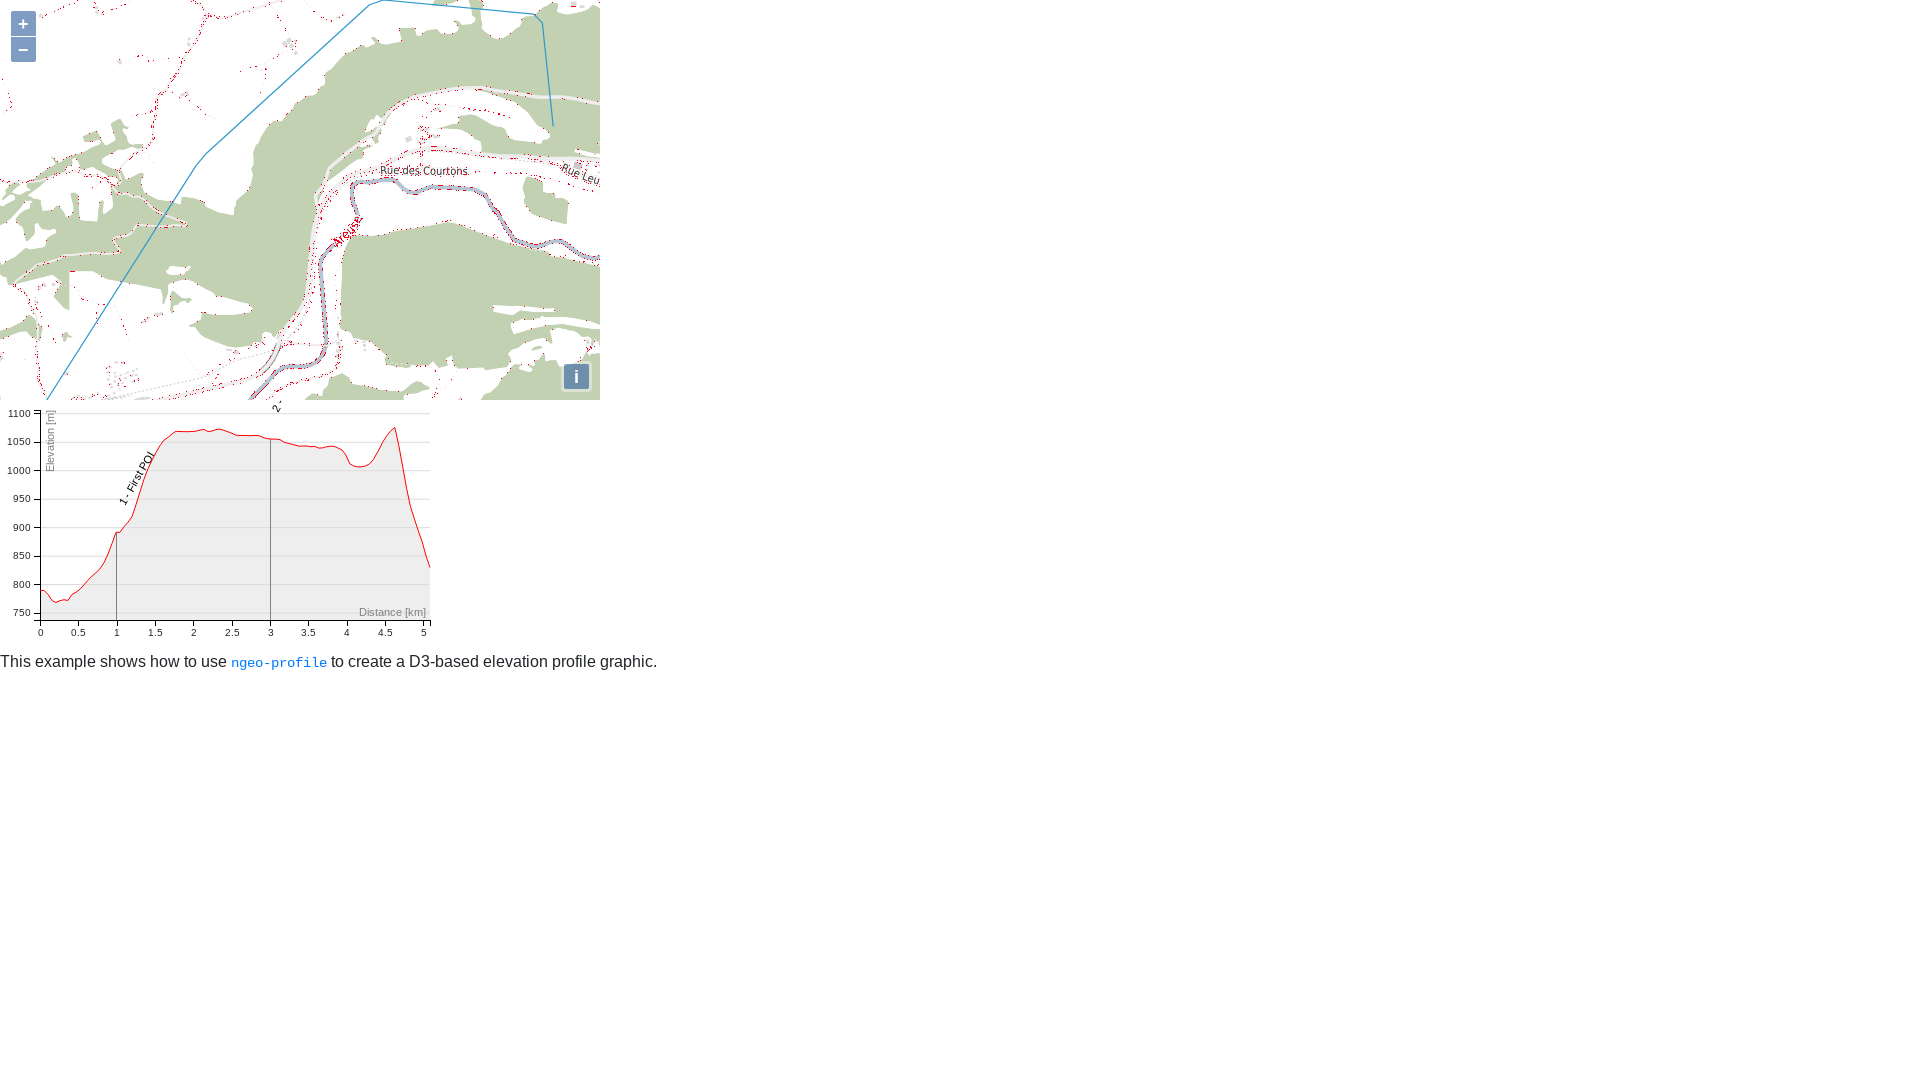 +
−
Rue des Courtons
Rue Leu
Areuse
i
2 -
Elevation [m]
1100
1050
1000
950
900
850
800
750
1 - First POI
Distance [km]
0 0.5 1 1.5 2 2.5 3 3.5 4 4.5 5
This example shows how to use ngeo-profile to create a D3-based elevation profile graphic.